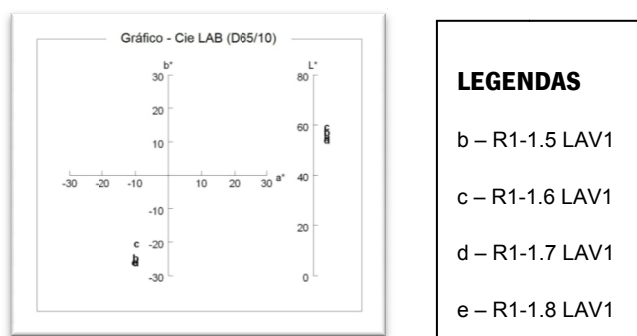 Gráfico - Cie LAB (D65/10)
b*
L*
30
80
20
60
c
b
10
-30
-20
-10
10
20
30
a*
40
-10
c
-20
20
b
-30
0
LEGENDAS
b – R1-1.5 LAV1
c – R1-1.6 LAV1
d – R1-1.7 LAV1
e – R1-1.8 LAV1